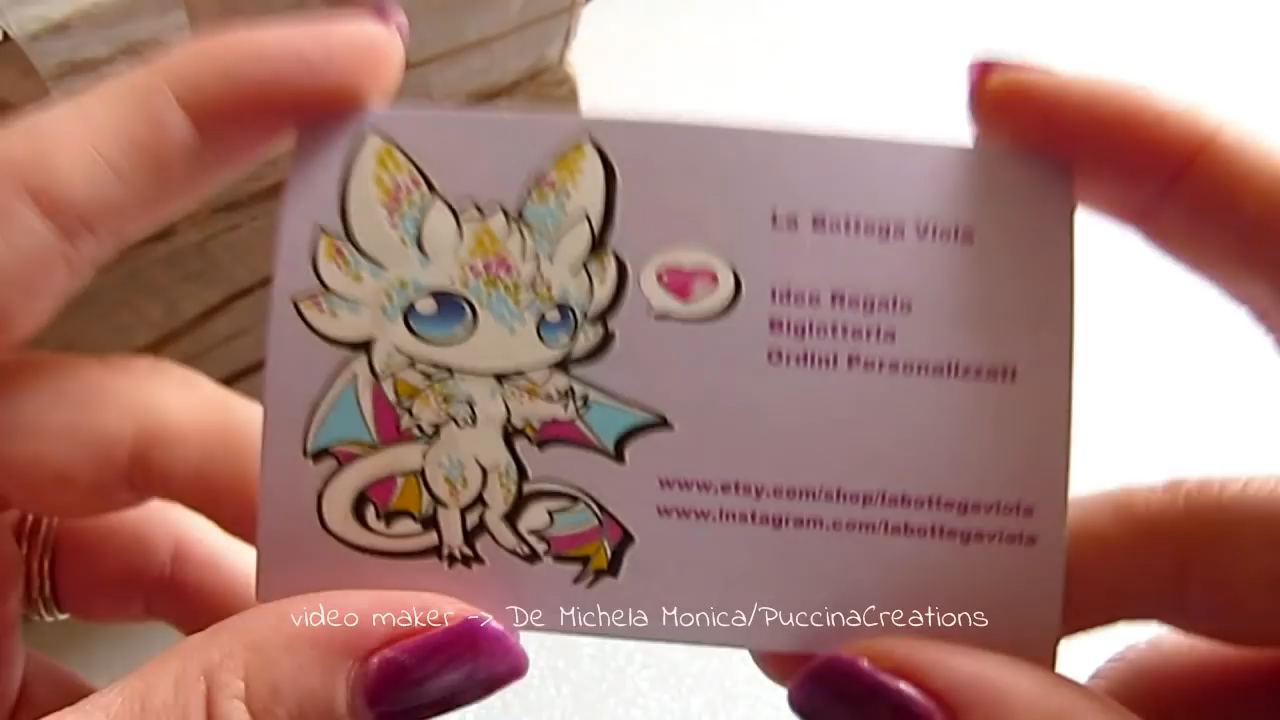 La Bottega Viola
Idee Regalo
Bigiotteria
Ordini Personalizzati
www.etsy.com/shop/labottegaviola
www.instagram.com/labottegaviola
video maker -> De Michela Monica/PuccinaCreations